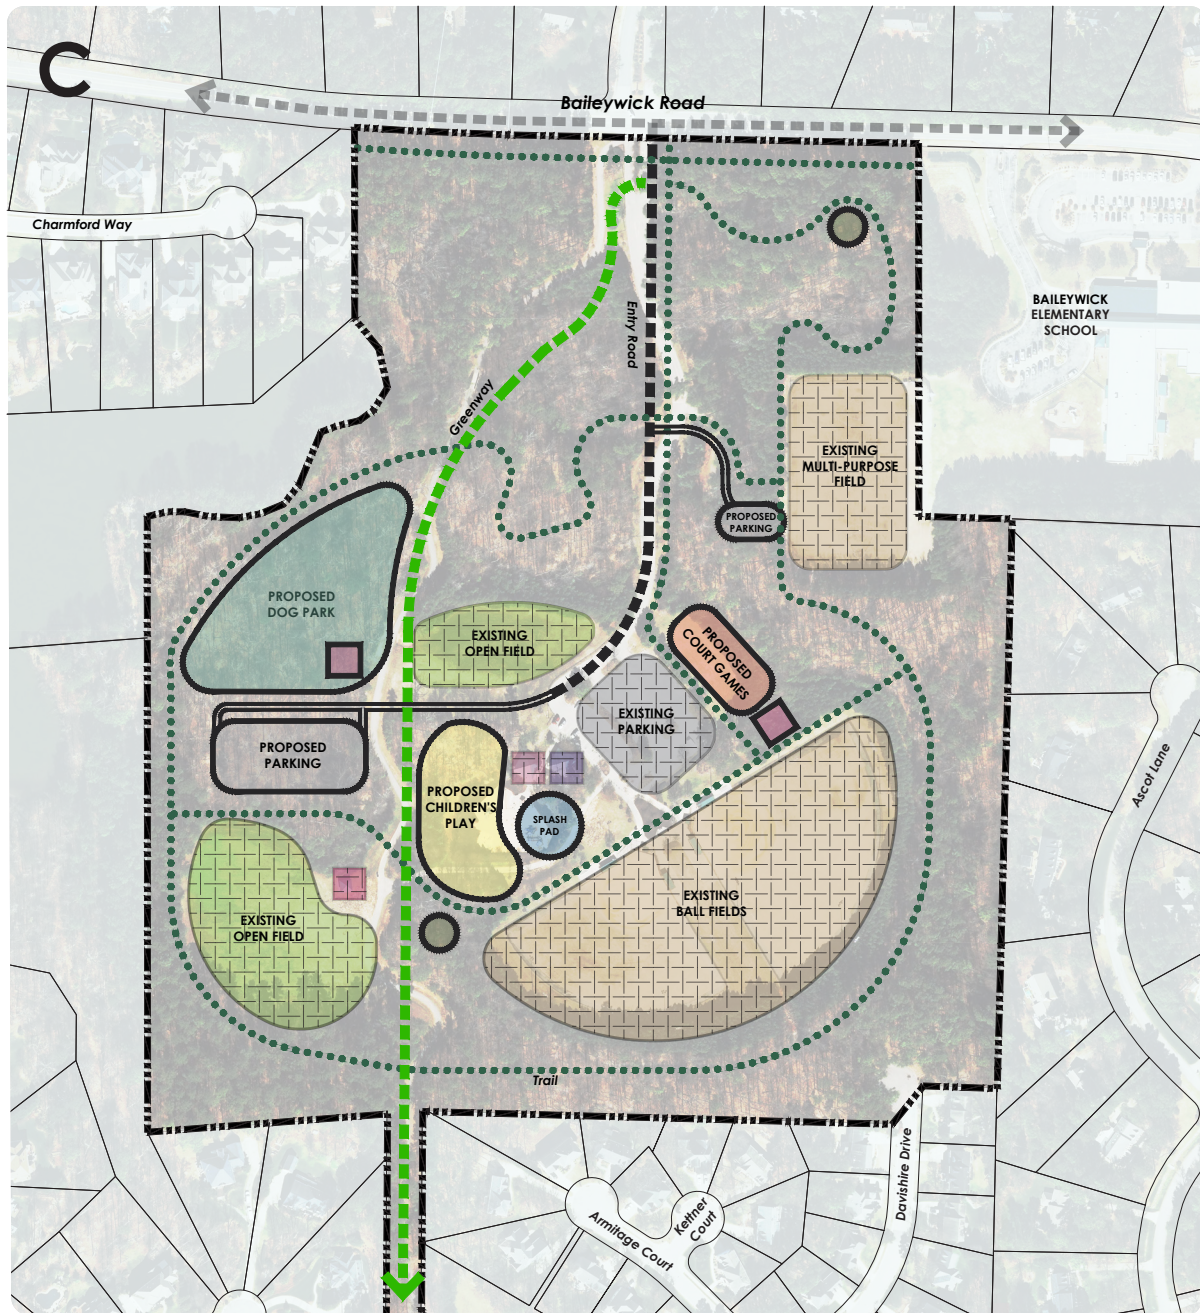 C
Baileywick Road
Charmford Way
BAILEYWICK
ELEMENTARY
SCHOOL
Entry Road
Greenway
EXISTING
MULTI-PURPOSE
FIELD
PROPOSED
PARKING
PROPOSED
DOG PARK
EXISTING
OPEN FIELD
PROPOSED
COURT GAMES
EXISTING
PARKING
PROPOSED
PARKING
PROPOSED
CHILDREN'S
PLAY
SPLASH
PAD
Ascot Lane
EXISTING
BALL FIELDS
EXISTING
OPEN FIELD
Trail
Davishire Drive
Armitage Court
Kettner
Court